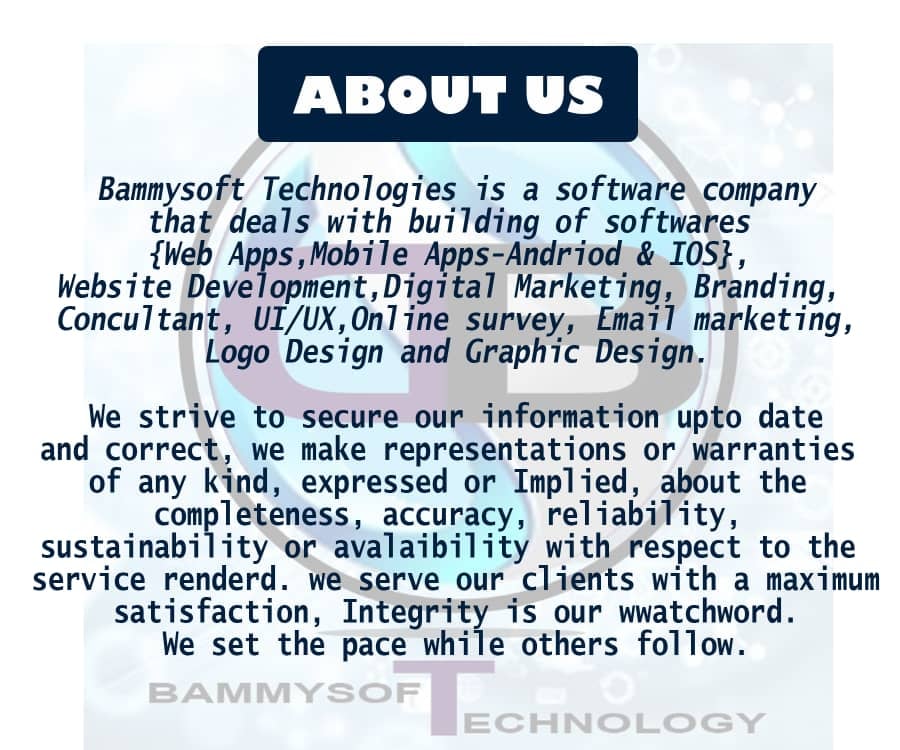 ABOUT US
Bammysoft Technologies is a software company
that deals with building of softwares
{Web Apps,Mobile Apps-Andriod & IOS},
Website Development,Digital Marketing, Branding,
Concultant, UI/UX,Online survey, Email marketing,
Logo Design and Graphic Design.
We strive to secure our information upto date
and correct, we make representations or warranties
of any kind, expressed or Implied, about the
completeness, accuracy, reliability,
sustainability or avalaibility with respect to the
service renderd. we serve our clients with a maximum
satisfaction, Integrity is our wwatchword.
We set the pace while others follow.
BAMMYSOFT
TECHNOLOGY